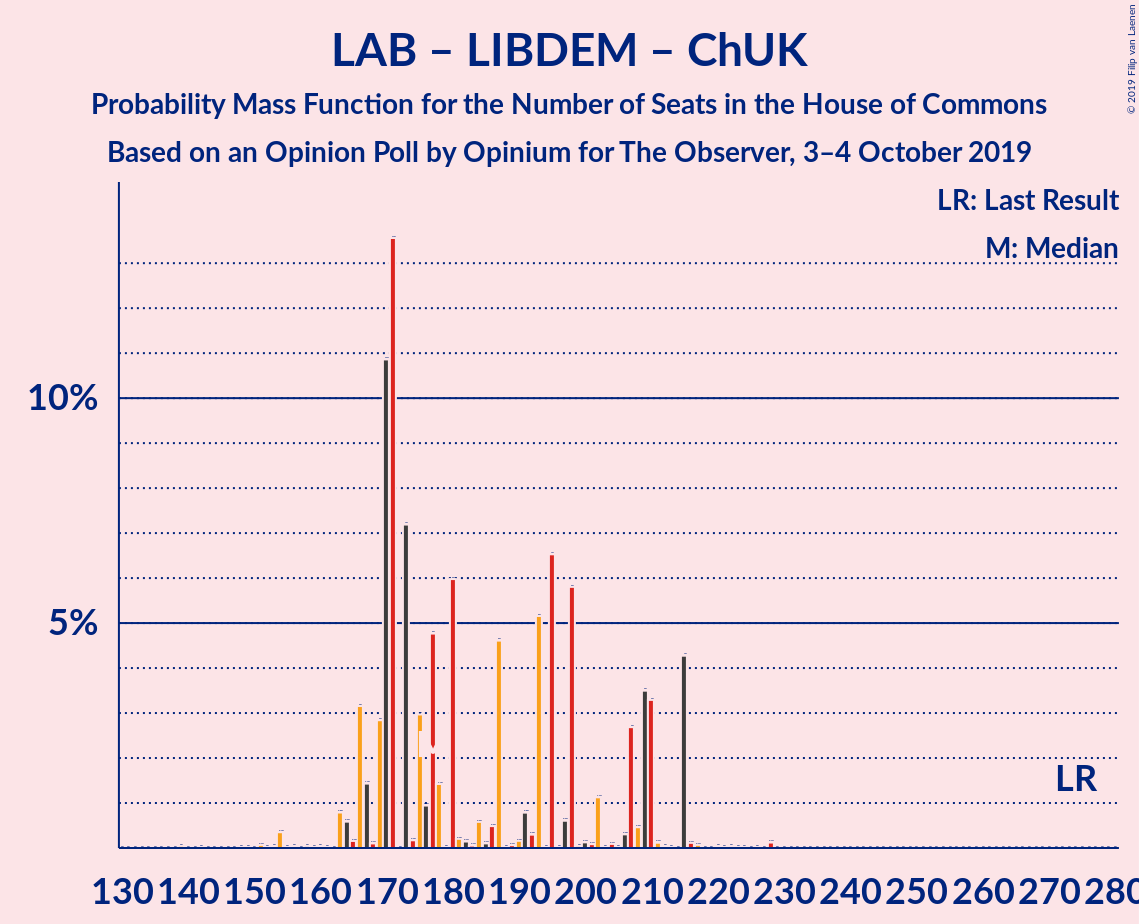 LAB – LIBDEM – ChUK
Probability Mass Function for the Number of Seats in the House of Commons
Based on an Opinion Poll by Opinium for The Observer, 3–4 October 2019
© 2019 Filip van Laenen
LR: Last Result
M: Median
10%
5%
LR
130 140 150 160 170 180 190 200 210 220 230 240 250 260 270 280